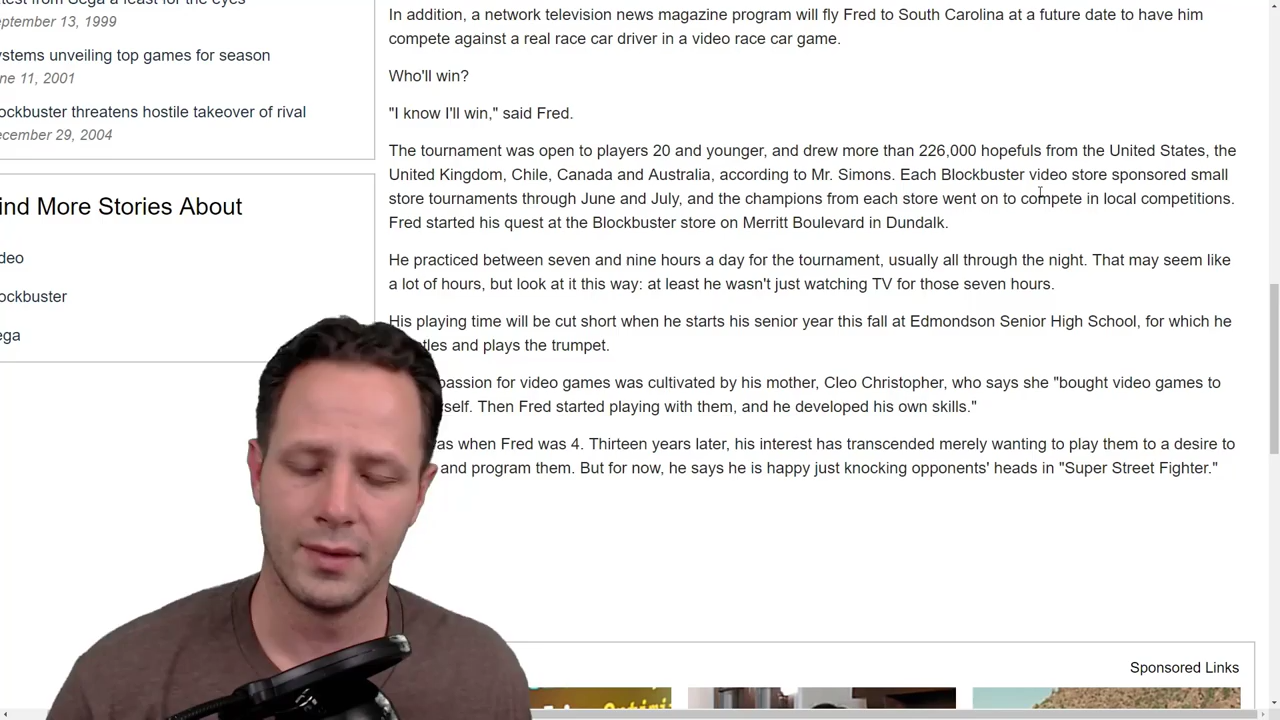 September 13, 1999
ystems unveiling top games for season
June 11, 2001
ockbuster threatens hostile takeover of rival
ecember 29, 2004
ind More Stories About
deo
ockbuster
ega
In addition, a network television news magazine program will fly Fred to South Carolina at a future date to have him
compete against a real race car driver in a video race car game.
Who'll win?
"I know I'll win," said Fred.
The tournament was open to players 20 and younger, and drew more than 226,000 hopefuls from the United States, the
United Kingdom, Chile, Canada and Australia, according to Mr. Simons. Each Blockbuster video store sponsored small
store tournaments through June and July, and the champions from each store went on to compete in local competitions.
Fred started his quest at the Blockbuster store on Merritt Boulevard in Dundalk.
He practiced between seven and nine hours a day for the tournament, usually all through the night. That may seem like
a lot of hours, but look at it this way: at least he wasn't just watching TV for those seven hours.
His playing time will be cut short when he starts his senior year this fall at Edmondson Senior High School, for which he
tles and plays the trumpet.
passion for video games was cultivated by his mother, Cleo Christopher, who says she "bought video games to
self. Then Fred started playing with them, and he developed his own skills."
as when Fred was 4. Thirteen years later, his interest has transcended merely wanting to play them to a desire to
and program them. But for now, he says he is happy just knocking opponents' heads in "Super Street Fighter."
Sponsored Links